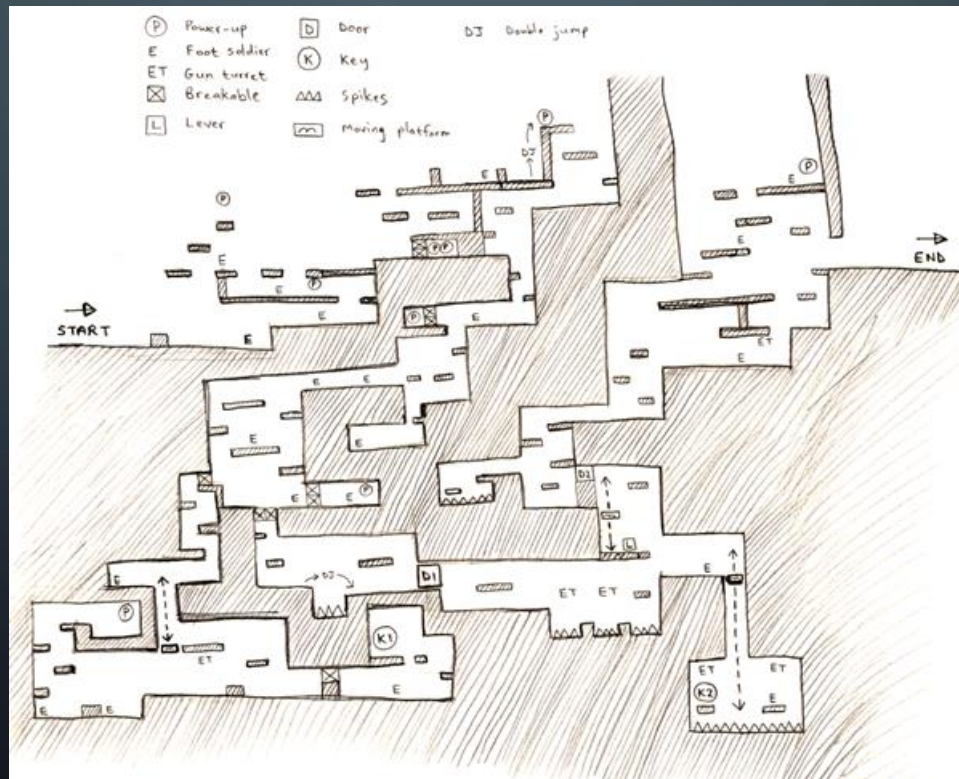 P Power-up
E Foot soldier
ET Gun turret
Breakable
L Lever
D Door
K Key
Spikes
Moving platform
DJ Double jump
P
DJ
P
E
E
P
E
P P
END
E
P
E
START
E
P
E
E
ET
E
E
E
E
E
D2
P
E
E
L
E
D1
E
DJ
ET
ET
P
K1
ET
ET
ET
E
K2
E
E
E